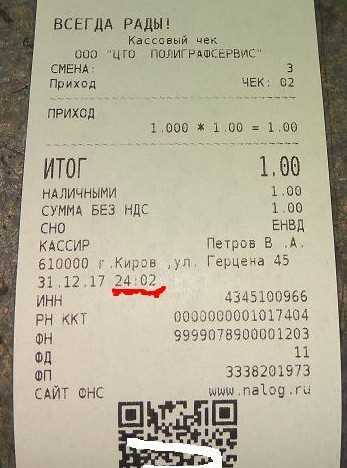 ВСЕГДА РАДЫ!
Кассовый чек
ООО "ЦТО ПОЛИГРАФСЕРВИС"
СМЕНА: 3
Приход ЧЕК: 02
ПРИХОД
1.000 * 1.00 = 1.00
ИТОГ 1.00
НАЛИЧНЫМИ 1.00
СУММА БЕЗ НДС 1.00
СНО ЕНВД
КАССИР Петров В .А.
610000 г.Киров ,ул. Герцена 45
31.12.17 24:02
ИНН 4345100966
РН ККТ 0000000001017404
ФН 9999078900001203
ФД 11
ФП 3338201973
САЙТ ФНС www.nalog.ru